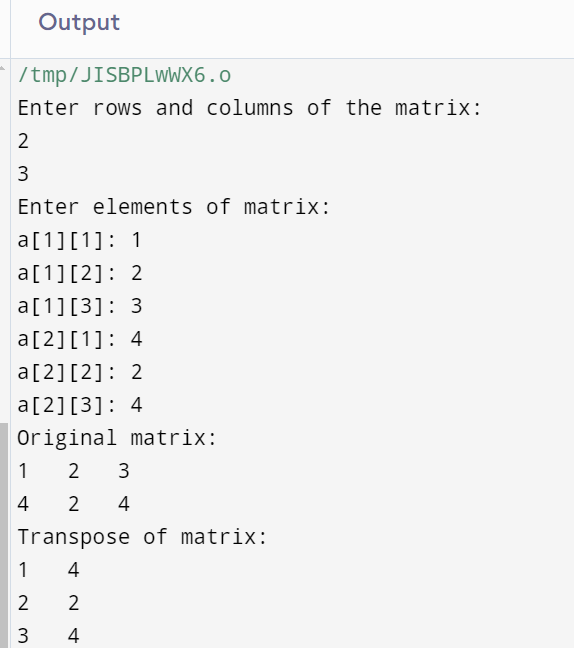 Output
/tmp/JISBPLwWX6.o
Enter rows and columns of the matrix:
2
3
Enter elements of matrix:
a[1][1]: 1
a[1][2]: 2
a[1][3]: 3
a[2][1]: 4
a[2][2]: 2
a[2][3]: 4
Original matrix:
1 2 3
4 2 4
Transpose of matrix:
1 4
2 2
3 4